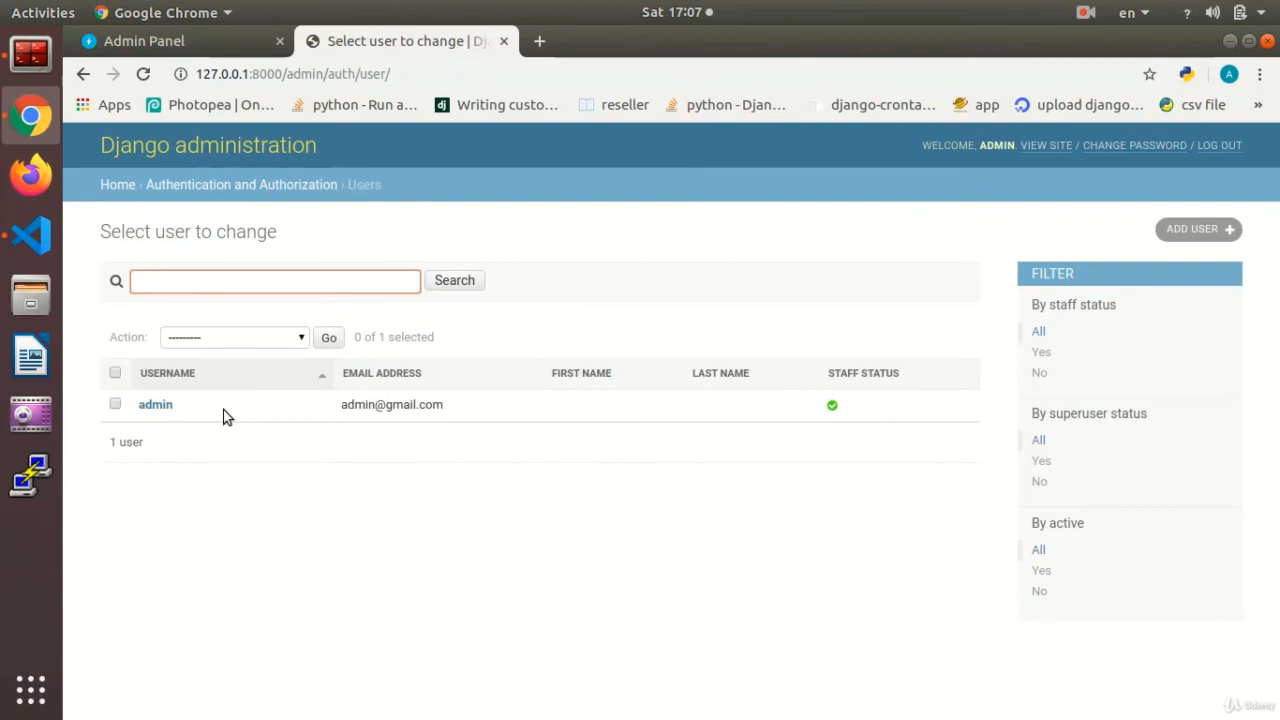 Activities Google Chrome Sat 17:07 en ?
Admin Panel × Select user to change | Dj × +
127.0.0.1:8000/admin/auth/user/ A
Apps Photopea | On... python - Run a... dj Writing custo... reseller python - Djan... django-cronta... app upload django... csv file »
Django administration WELCOME, ADMIN. VIEW SITE / CHANGE PASSWORD / LOG OUT
Home › Authentication and Authorization › Users
Select user to change ADD USER +
Search
FILTER
By staff status
All
Yes
No
By superuser status
All
Yes
No
By active
All
Yes
No
Action: --------- Go 0 of 1 selected
USERNAME EMAIL ADDRESS FIRST NAME LAST NAME STAFF STATUS
admin admin@gmail.com
1 user
Udemy